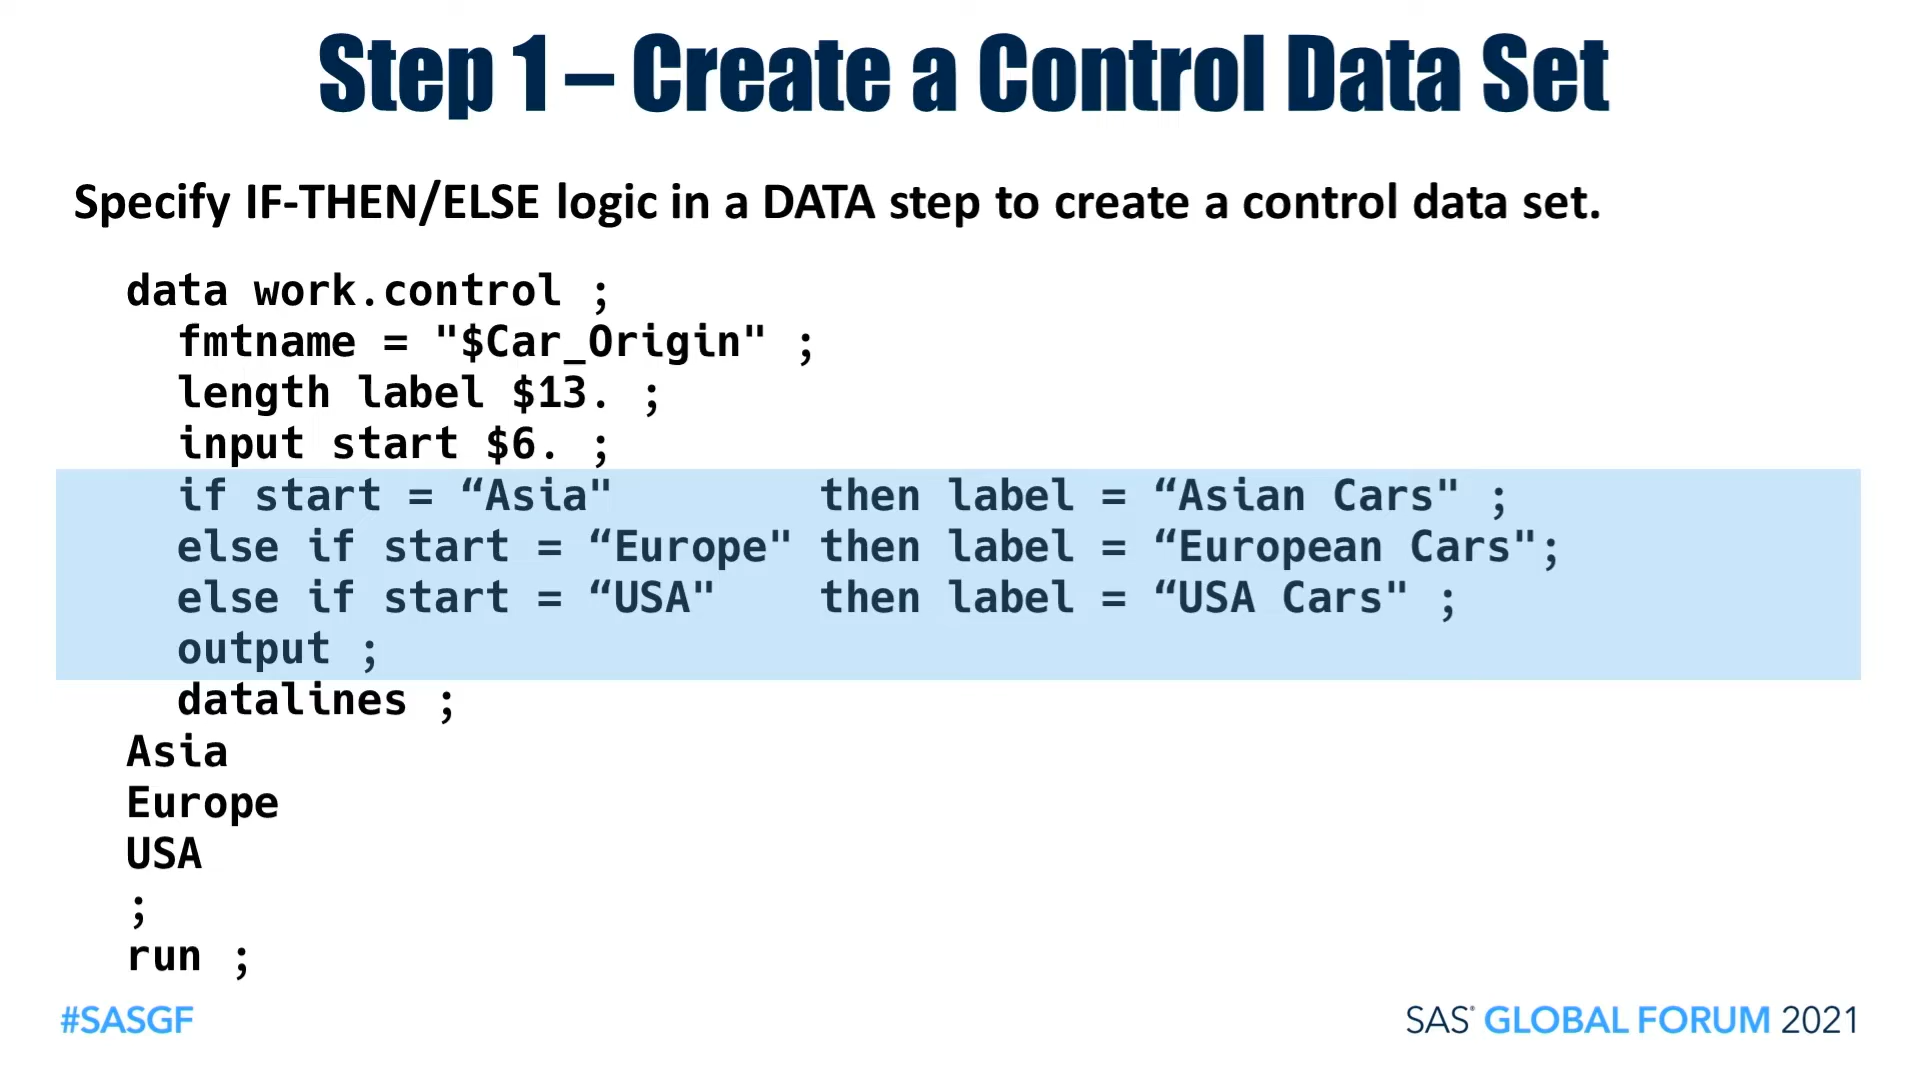 Step 1 – Create a Control Data Set
Specify IF-THEN/ELSE logic in a DATA step to create a control data set.
data work.control ;
fmtname = "$Car_Origin" ;
length label $13. ;
input start $6. ;
if start = “Asia"        then label = “Asian Cars" ;
else if start = “Europe" then label = “European Cars";
else if start = “USA"    then label = “USA Cars" ;
output ;
datalines ;
Asia
Europe
USA
;
run ;
#SASGF
SAS® GLOBAL FORUM 2021